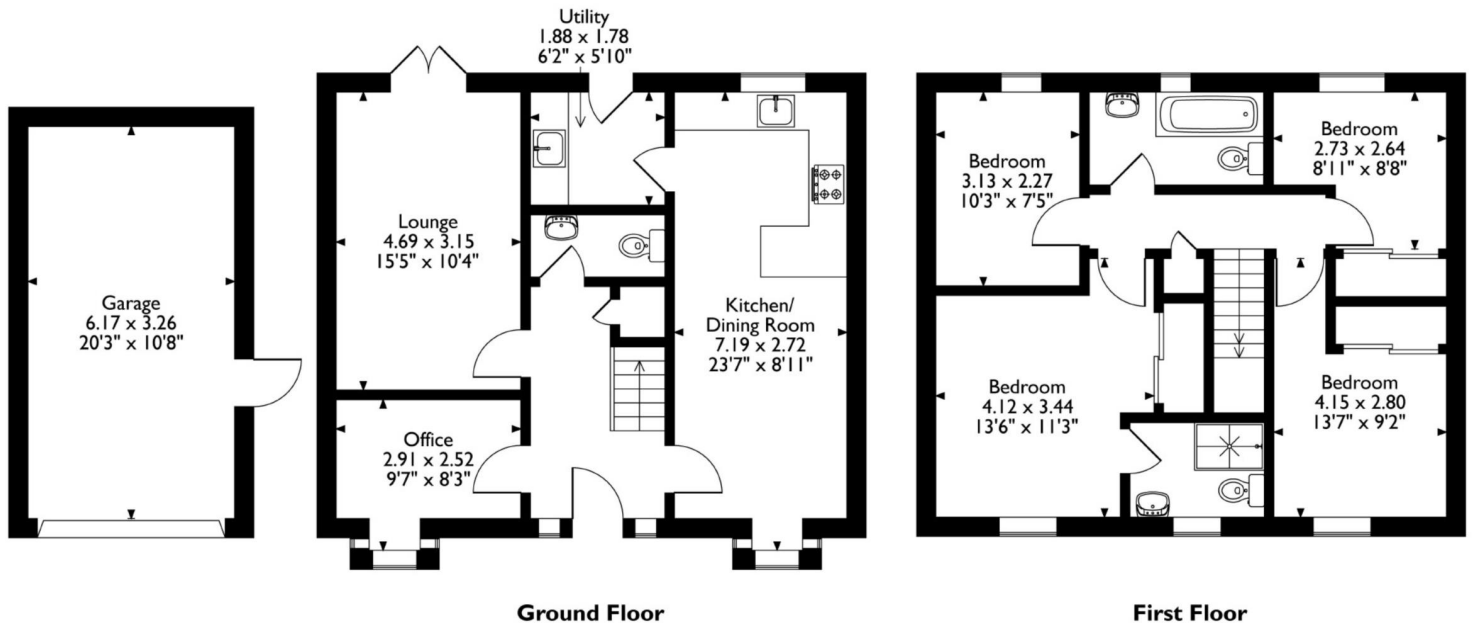 Utility
1.88 x 1.78
6'2" x 5'10"
Lounge
4.69 x 3.15
15'5" x 10'4"
Garage
6.17 x 3.26
20'3" x 10'8"
Kitchen/
Dining Room
7.19 x 2.72
23'7" x 8'11"
Office
2.91 x 2.52
9'7" x 8'3"
Bedroom
3.13 x 2.27
10'3" x 7'5"
Bedroom
2.73 x 2.64
8'11" x 8'8"
Bedroom
4.12 x 3.44
13'6" x 11'3"
Bedroom
4.15 x 2.80
13'7" x 9'2"
Ground Floor
First Floor